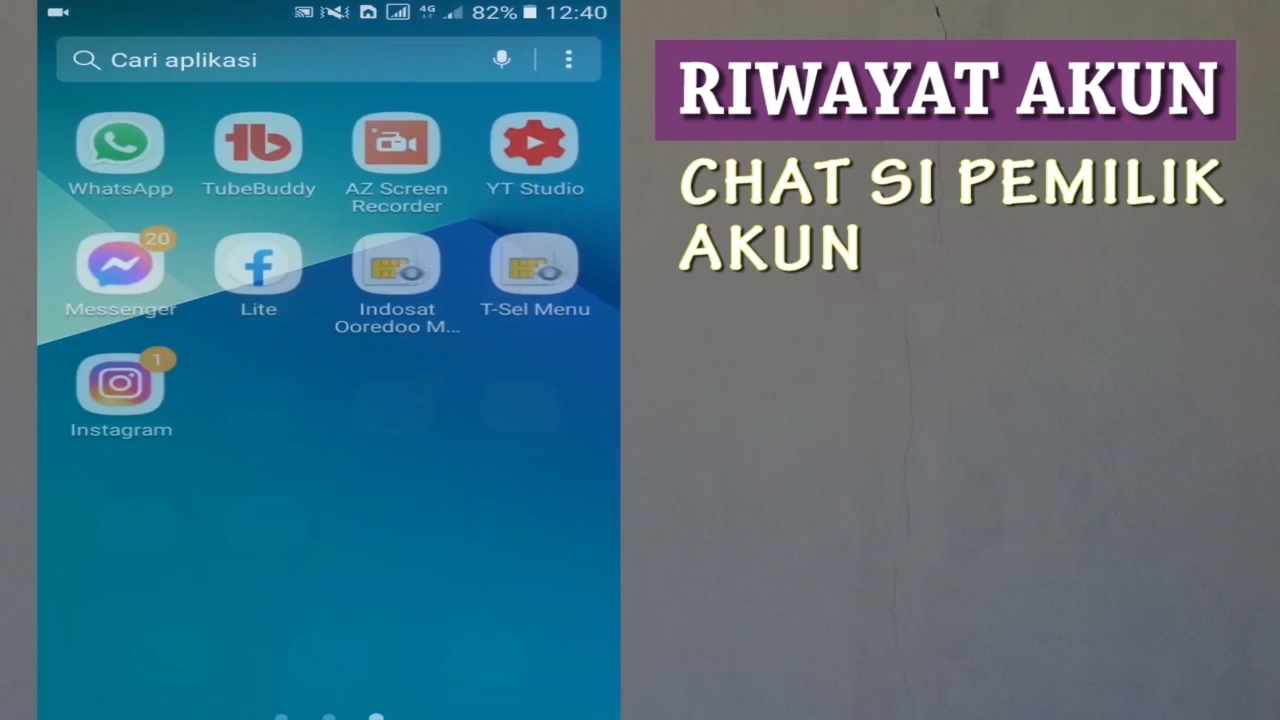 4G 82% 12:40
Cari aplikasi
WhatsApp TubeBuddy AZ Screen Recorder YT Studio
20
Messenger Lite Indosat Ooredoo M... T-Sel Menu
1
Instagram
RIWAYAT AKUN
CHAT SI PEMILIK
AKUN